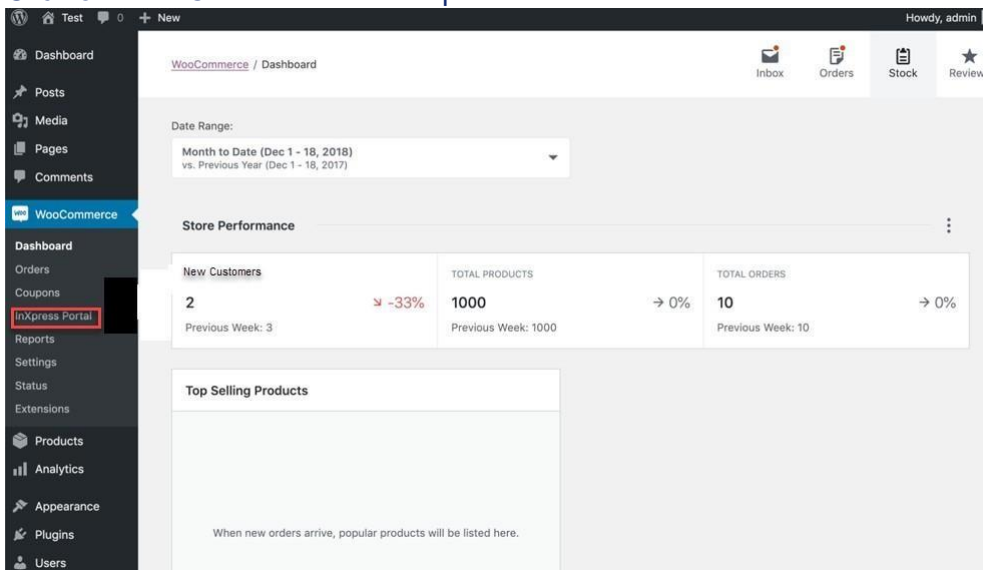 Test 0 + New Howdy, admin
Dashboard
Posts
Media
Pages
Comments
WooCommerce
Dashboard
Orders
Coupons
InXpress Portal
Reports
Settings
Status
Extensions
Products
Analytics
Appearance
Plugins
Users
WooCommerce / Dashboard
Inbox Orders Stock Review
Date Range:
Month to Date (Dec 1 - 18, 2018)
vs. Previous Year (Dec 1 - 18, 2017)
Store Performance
New Customers
2 -33%
Previous Week: 3
TOTAL PRODUCTS
1000 → 0%
Previous Week: 1000
TOTAL ORDERS
10 → 0%
Previous Week: 10
Top Selling Products
When new orders arrive, popular products will be listed here.